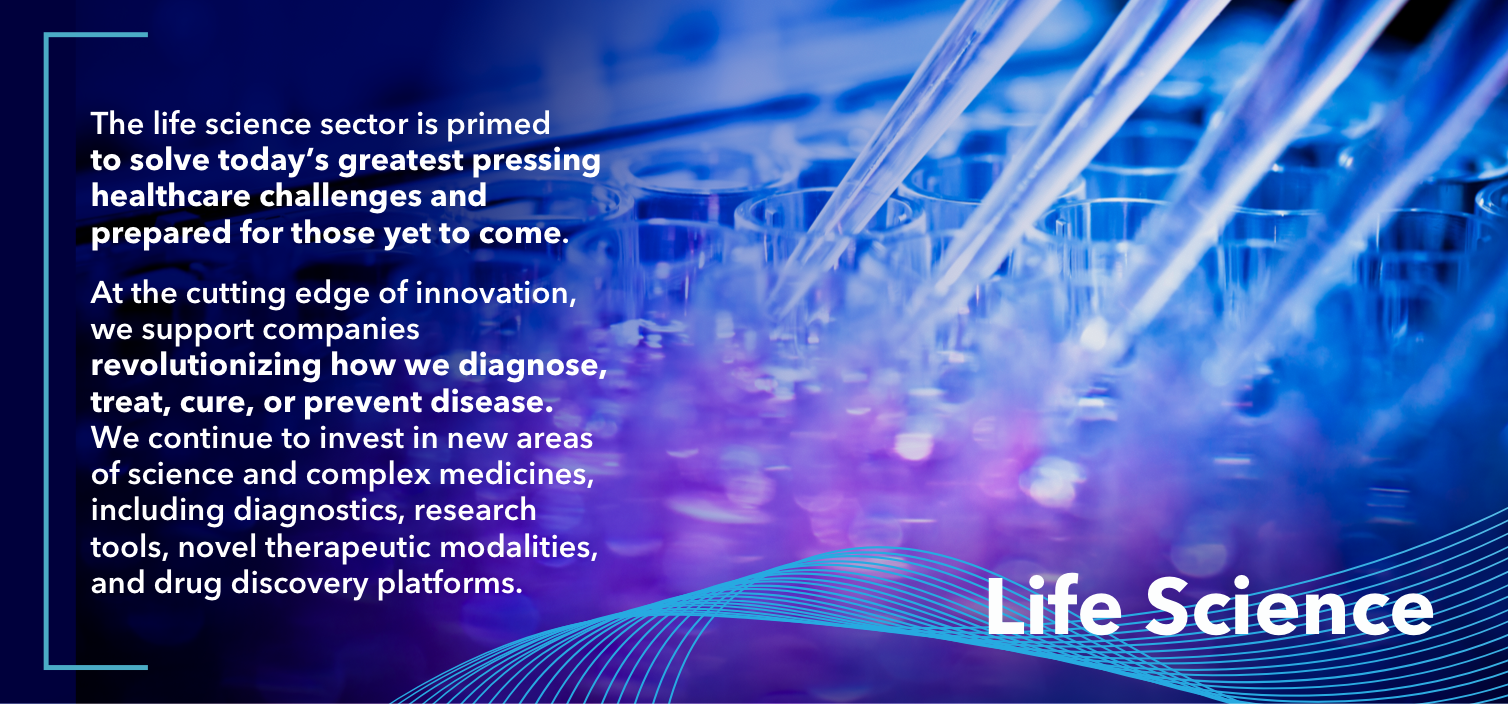 The life science sector is primed
to solve today’s greatest pressing
healthcare challenges and
prepared for those yet to come.
At the cutting edge of innovation,
we support companies
revolutionizing how we diagnose,
treat, cure, or prevent disease.
We continue to invest in new areas
of science and complex medicines,
including diagnostics, research
tools, novel therapeutic modalities,
and drug discovery platforms.
Life Science